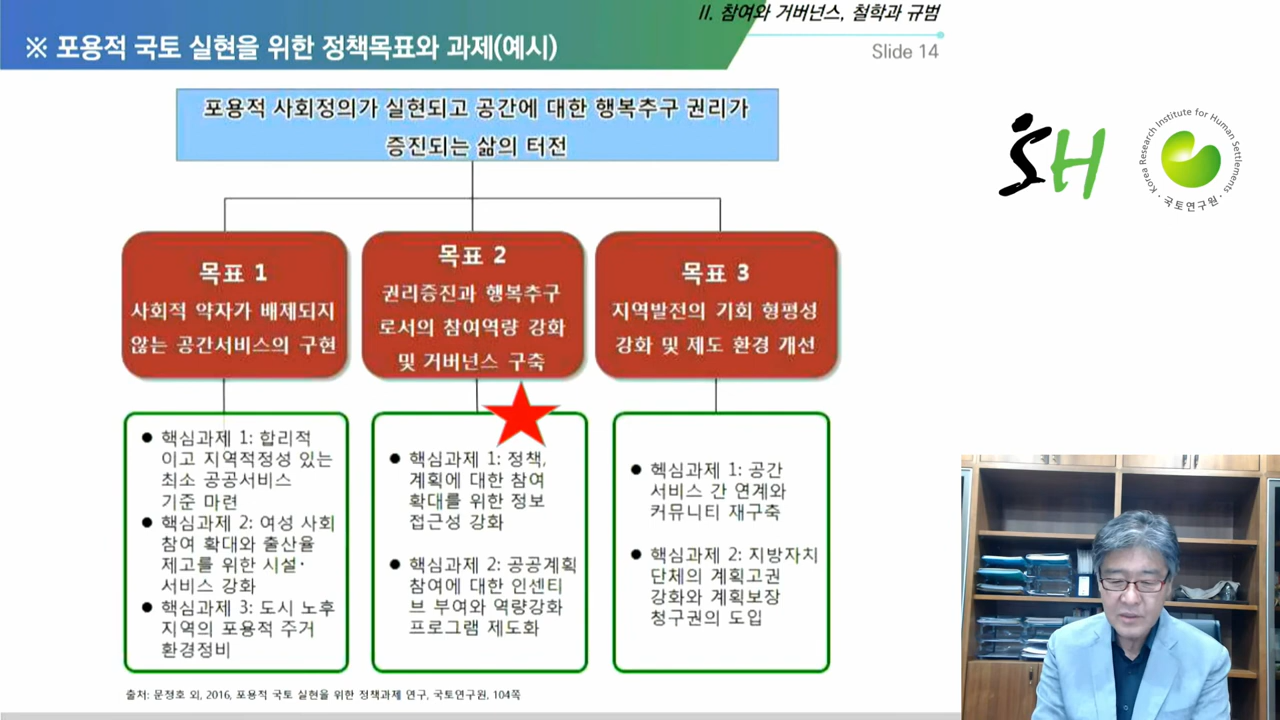 II. 참여와 거버넌스, 철학과 규범
※ 포용적 국토 실현을 위한 정책목표와 과제(예시)
Slide 14
포용적 사회정의가 실현되고 공간에 대한 행복추구 권리가
증진되는 삶의 터전
SH
Korea Research Institute for Human Settlements
· 국토연구원 ·
목표 1
사회적 약자가 배제되지
않는 공간서비스의 구현
목표 2
권리증진과 행복추구
로서의 참여역량 강화
및 거버넌스 구축
목표 3
지역발전의 기회 형평성
강화 및 제도 환경 개선
● 핵심과제 1: 합리적
이고 지역적정성 있는
최소 공공서비스
기준 마련
● 핵심과제 2: 여성 사회
참여 확대와 출산율
제고를 위한 시설·
서비스 강화
● 핵심과제 3: 도시 노후
지역의 포용적 주거
환경정비
● 핵심과제 1: 정책,
계획에 대한 참여
확대를 위한 정보
접근성 강화
● 핵심과제 2: 공공계획
참여에 대한 인센티
브 부여와 역량강화
프로그램 제도화
● 헥심과제 1: 공간
서비스 간 연계와
커뮤니티 재구축
● 핵심과제 2: 지방자치
단체의 계획고권
강화와 계획보장
청구권의 도입
출처: 문정호 외, 2016, 포용적 국토 실현을 위한 정책과제 연구, 국토연구원, 104쪽